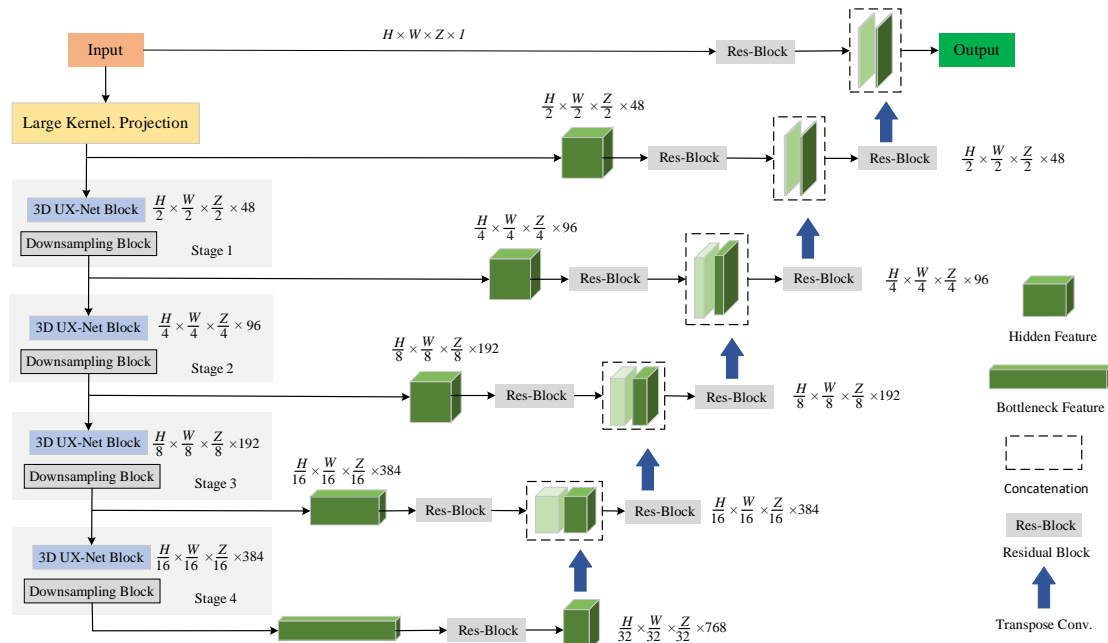 Input
H × W × Z × 1
Res-Block
Output
Large Kernel. Projection
H/2 × W/2 × Z/2 × 48
Res-Block
Res-Block
H/2 × W/2 × Z/2 × 48
3D UX-Net Block
H/2 × W/2 × Z/2 × 48
Downsampling Block
Stage 1
H/4 × W/4 × Z/4 × 96
Res-Block
Res-Block
H/4 × W/4 × Z/4 × 96
3D UX-Net Block
H/4 × W/4 × Z/4 × 96
Downsampling Block
Stage 2
H/8 × W/8 × Z/8 ×192
Res-Block
Res-Block
H/8 × W/8 × Z/8 ×192
3D UX-Net Block
H/8 × W/8 × Z/8 ×192
Downsampling Block
Stage 3
H/16 × W/16 × Z/16 ×384
Res-Block
Res-Block
H/16 × W/16 × Z/16 ×384
3D UX-Net Block
H/16 × W/16 × Z/16 ×384
Downsampling Block
Stage 4
Res-Block
H/32 × W/32 × Z/32 ×768
Hidden Feature
Bottleneck Feature
Concatenation
Res-Block
Residual Block
Transpose Conv.